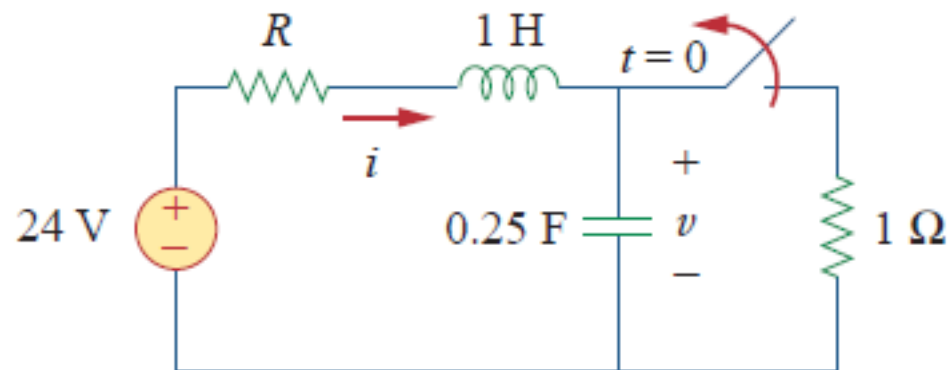 R
1 H
t = 0
i
24 V
+
−
0.25 F
+
v
−
1 Ω